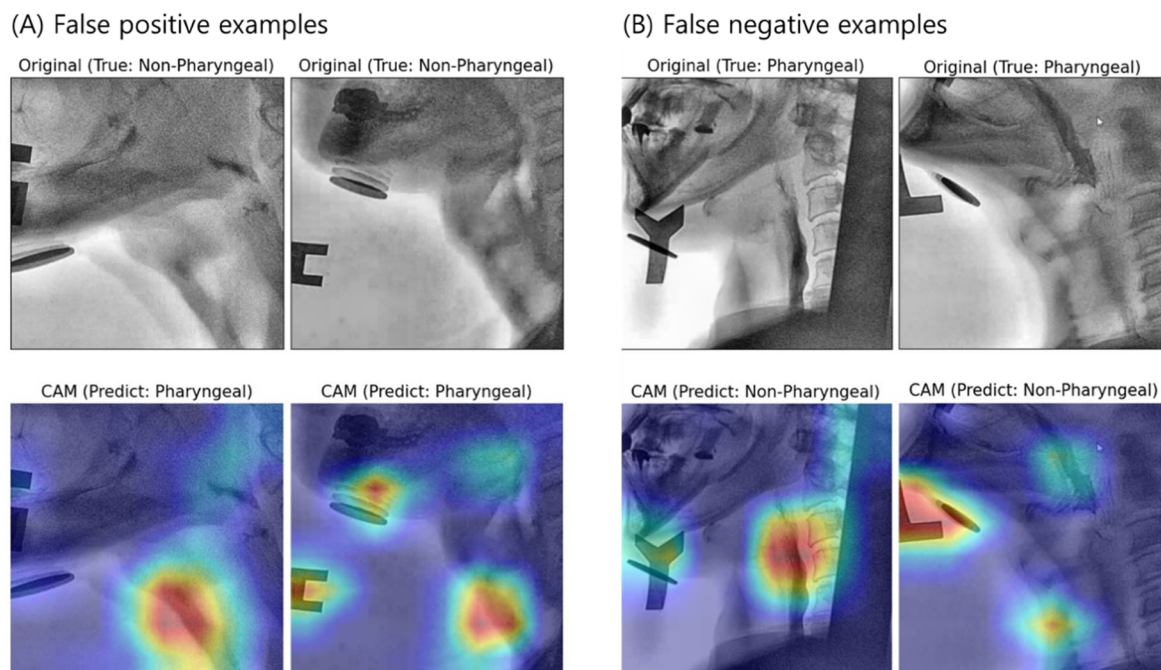 (A) False positive examples
(B) False negative examples
Original (True: Non-Pharyngeal)
Original (True: Non-Pharyngeal)
Original (True: Pharyngeal)
Original (True: Pharyngeal)
CAM (Predict: Pharyngeal)
CAM (Predict: Pharyngeal)
CAM (Predict: Non-Pharyngeal)
CAM (Predict: Non-Pharyngeal)